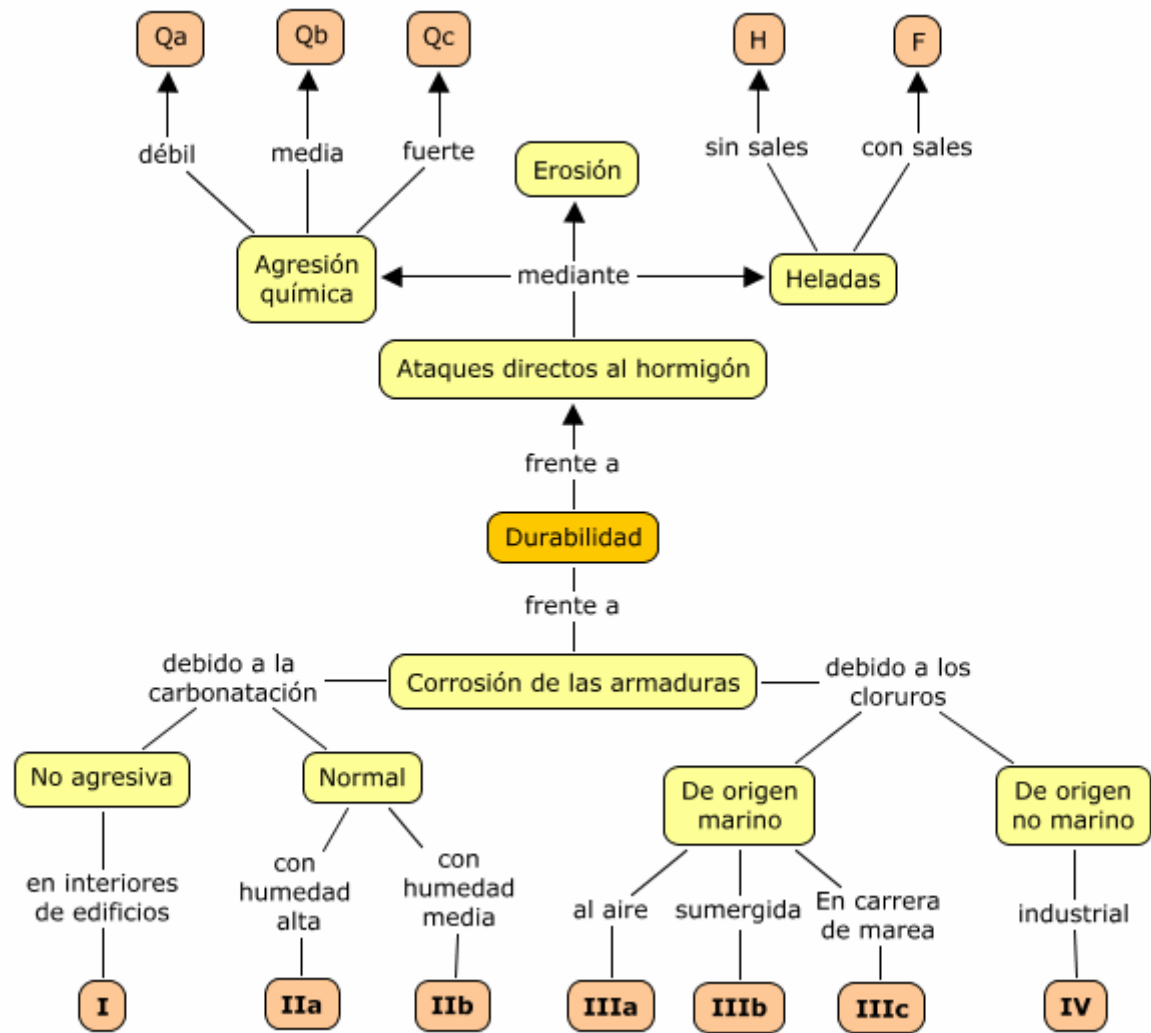 Qa
Qb
Qc
H
F
débil
media
fuerte
sin sales
con sales
Erosión
Agresión
química
mediante
Heladas
Ataques directos al hormigón
frente a
Durabilidad
frente a
debido a la
carbonatación
Corrosión de las armaduras
debido a los
cloruros
No agresiva
Normal
De origen
marino
De origen
no marino
en interiores
de edificios
con
humedad
alta
con
humedad
media
al aire
sumergida
En carrera
de marea
industrial
I
IIa
IIb
IIIa
IIIb
IIIc
IV